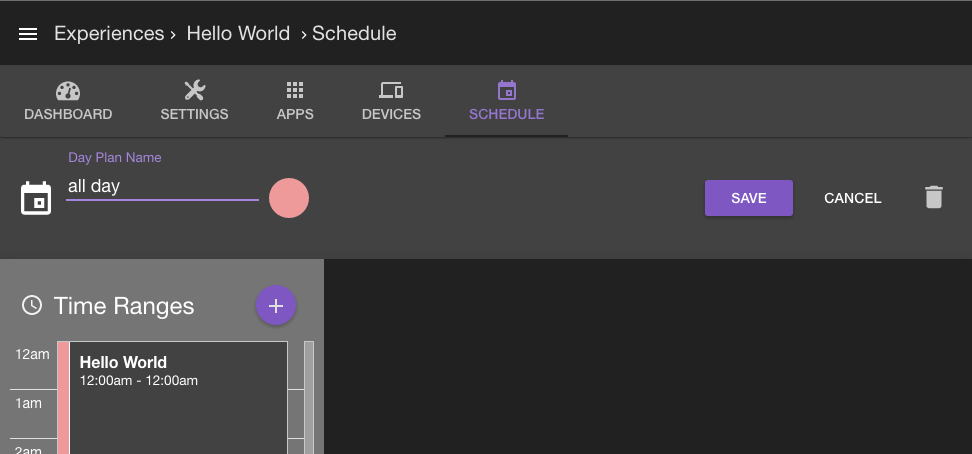 Experiences › Hello World › Schedule
DASHBOARD SETTINGS APPS DEVICES SCHEDULE
Day Plan Name
all day
SAVE CANCEL
Time Ranges
12am
Hello World
12:00am - 12:00am
1am
2am